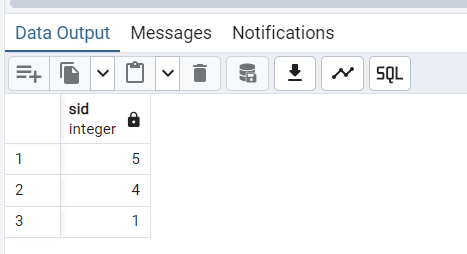 Data Output Messages Notifications
SQL
sid
integer
1 5
2 4
3 1